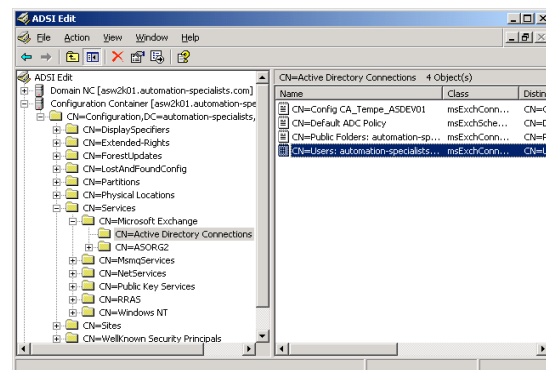 ADSI Edit
File Action View Window Help
ADSI Edit
Domain NC [asw2k01.automation-specialists.com]
Configuration Container [asw2k01.automation-spe
CN=Configuration,DC=automation-specialists,
CN=DisplaySpecifiers
CN=Extended-Rights
CN=ForestUpdates
CN=LostAndFoundConfig
CN=Partitions
CN=Physical Locations
CN=Services
CN=Microsoft Exchange
CN=Active Directory Connections
CN=ASORG2
CN=MsmqServices
CN=NetServices
CN=Public Key Services
CN=RRAS
CN=Windows NT
CN=Sites
CN=WellKnown Security Principals
CN=Active Directory Connections 4 Object(s)
Name Class Distin
CN=Config CA_Tempe_ASDEV01 msExchConn... CN=C
CN=Default ADC Policy msExchSche... CN=D
CN=Public Folders: automation-sp... msExchConn... CN=P
CN=Users: automation-specialists... msExchConn... CN=U